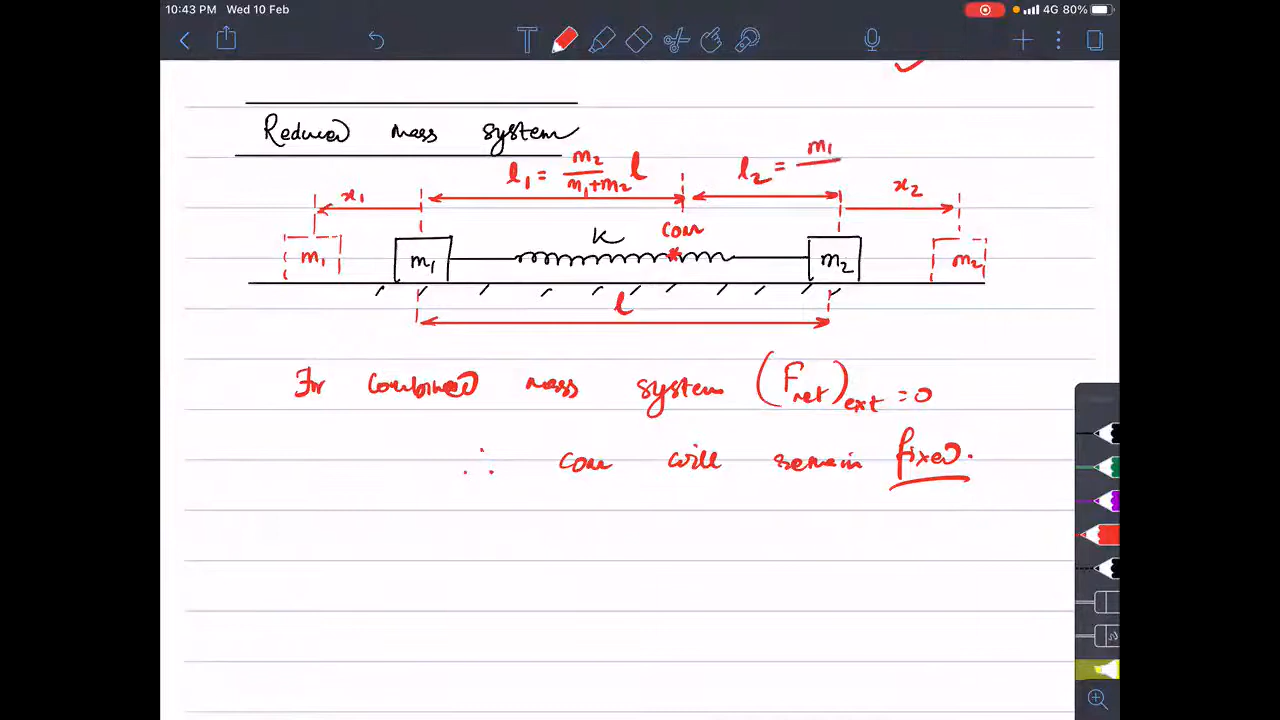 10:43 PM Wed 10 Feb
4G 80%
T
Reduced mass system
l₁ = m₂/(m₁+m₂) l
l₂ = m₁
x₁
x₂
com
K
m₁ m₁ m₂ m₂
l
For combined mass system (Fnet)ext = 0
∴ com will remain fixed.